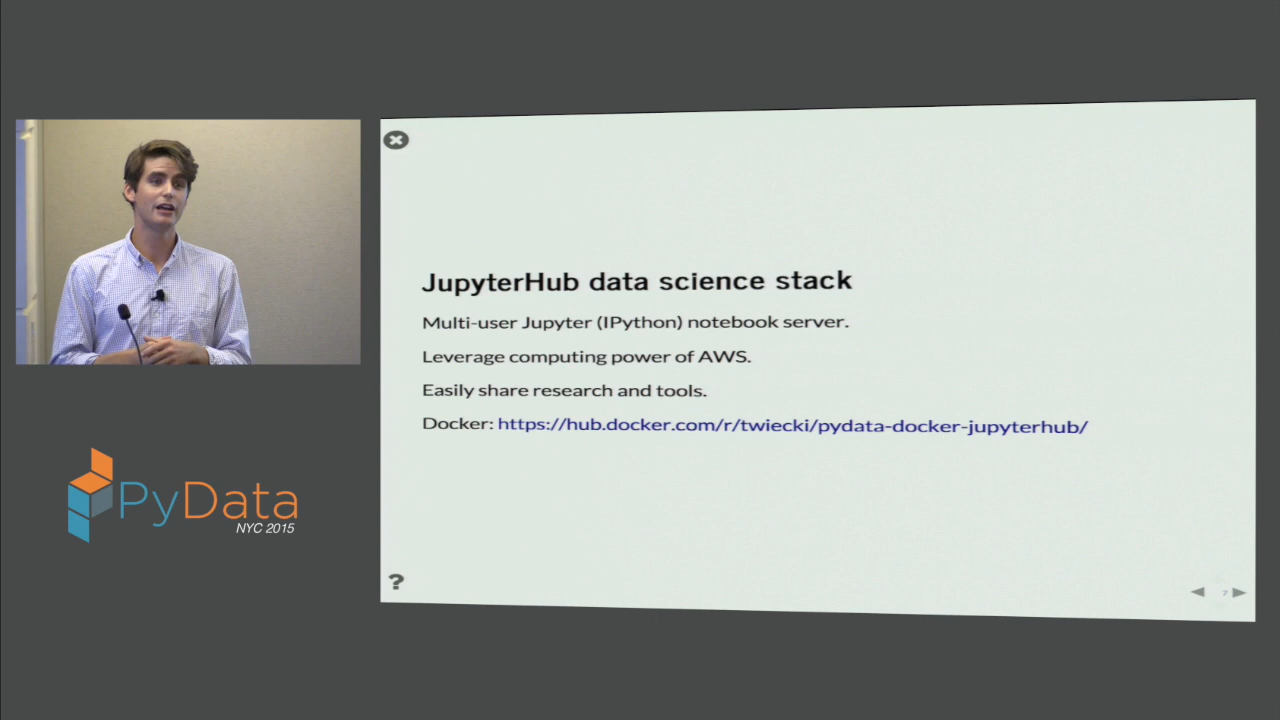 JupyterHub data science stack
Multi-user Jupyter (IPython) notebook server.
Leverage computing power of AWS.
Easily share research and tools.
Docker: https://hub.docker.com/r/twiecki/pydata-docker-jupyterhub/
?
7
PyData
NYC 2015